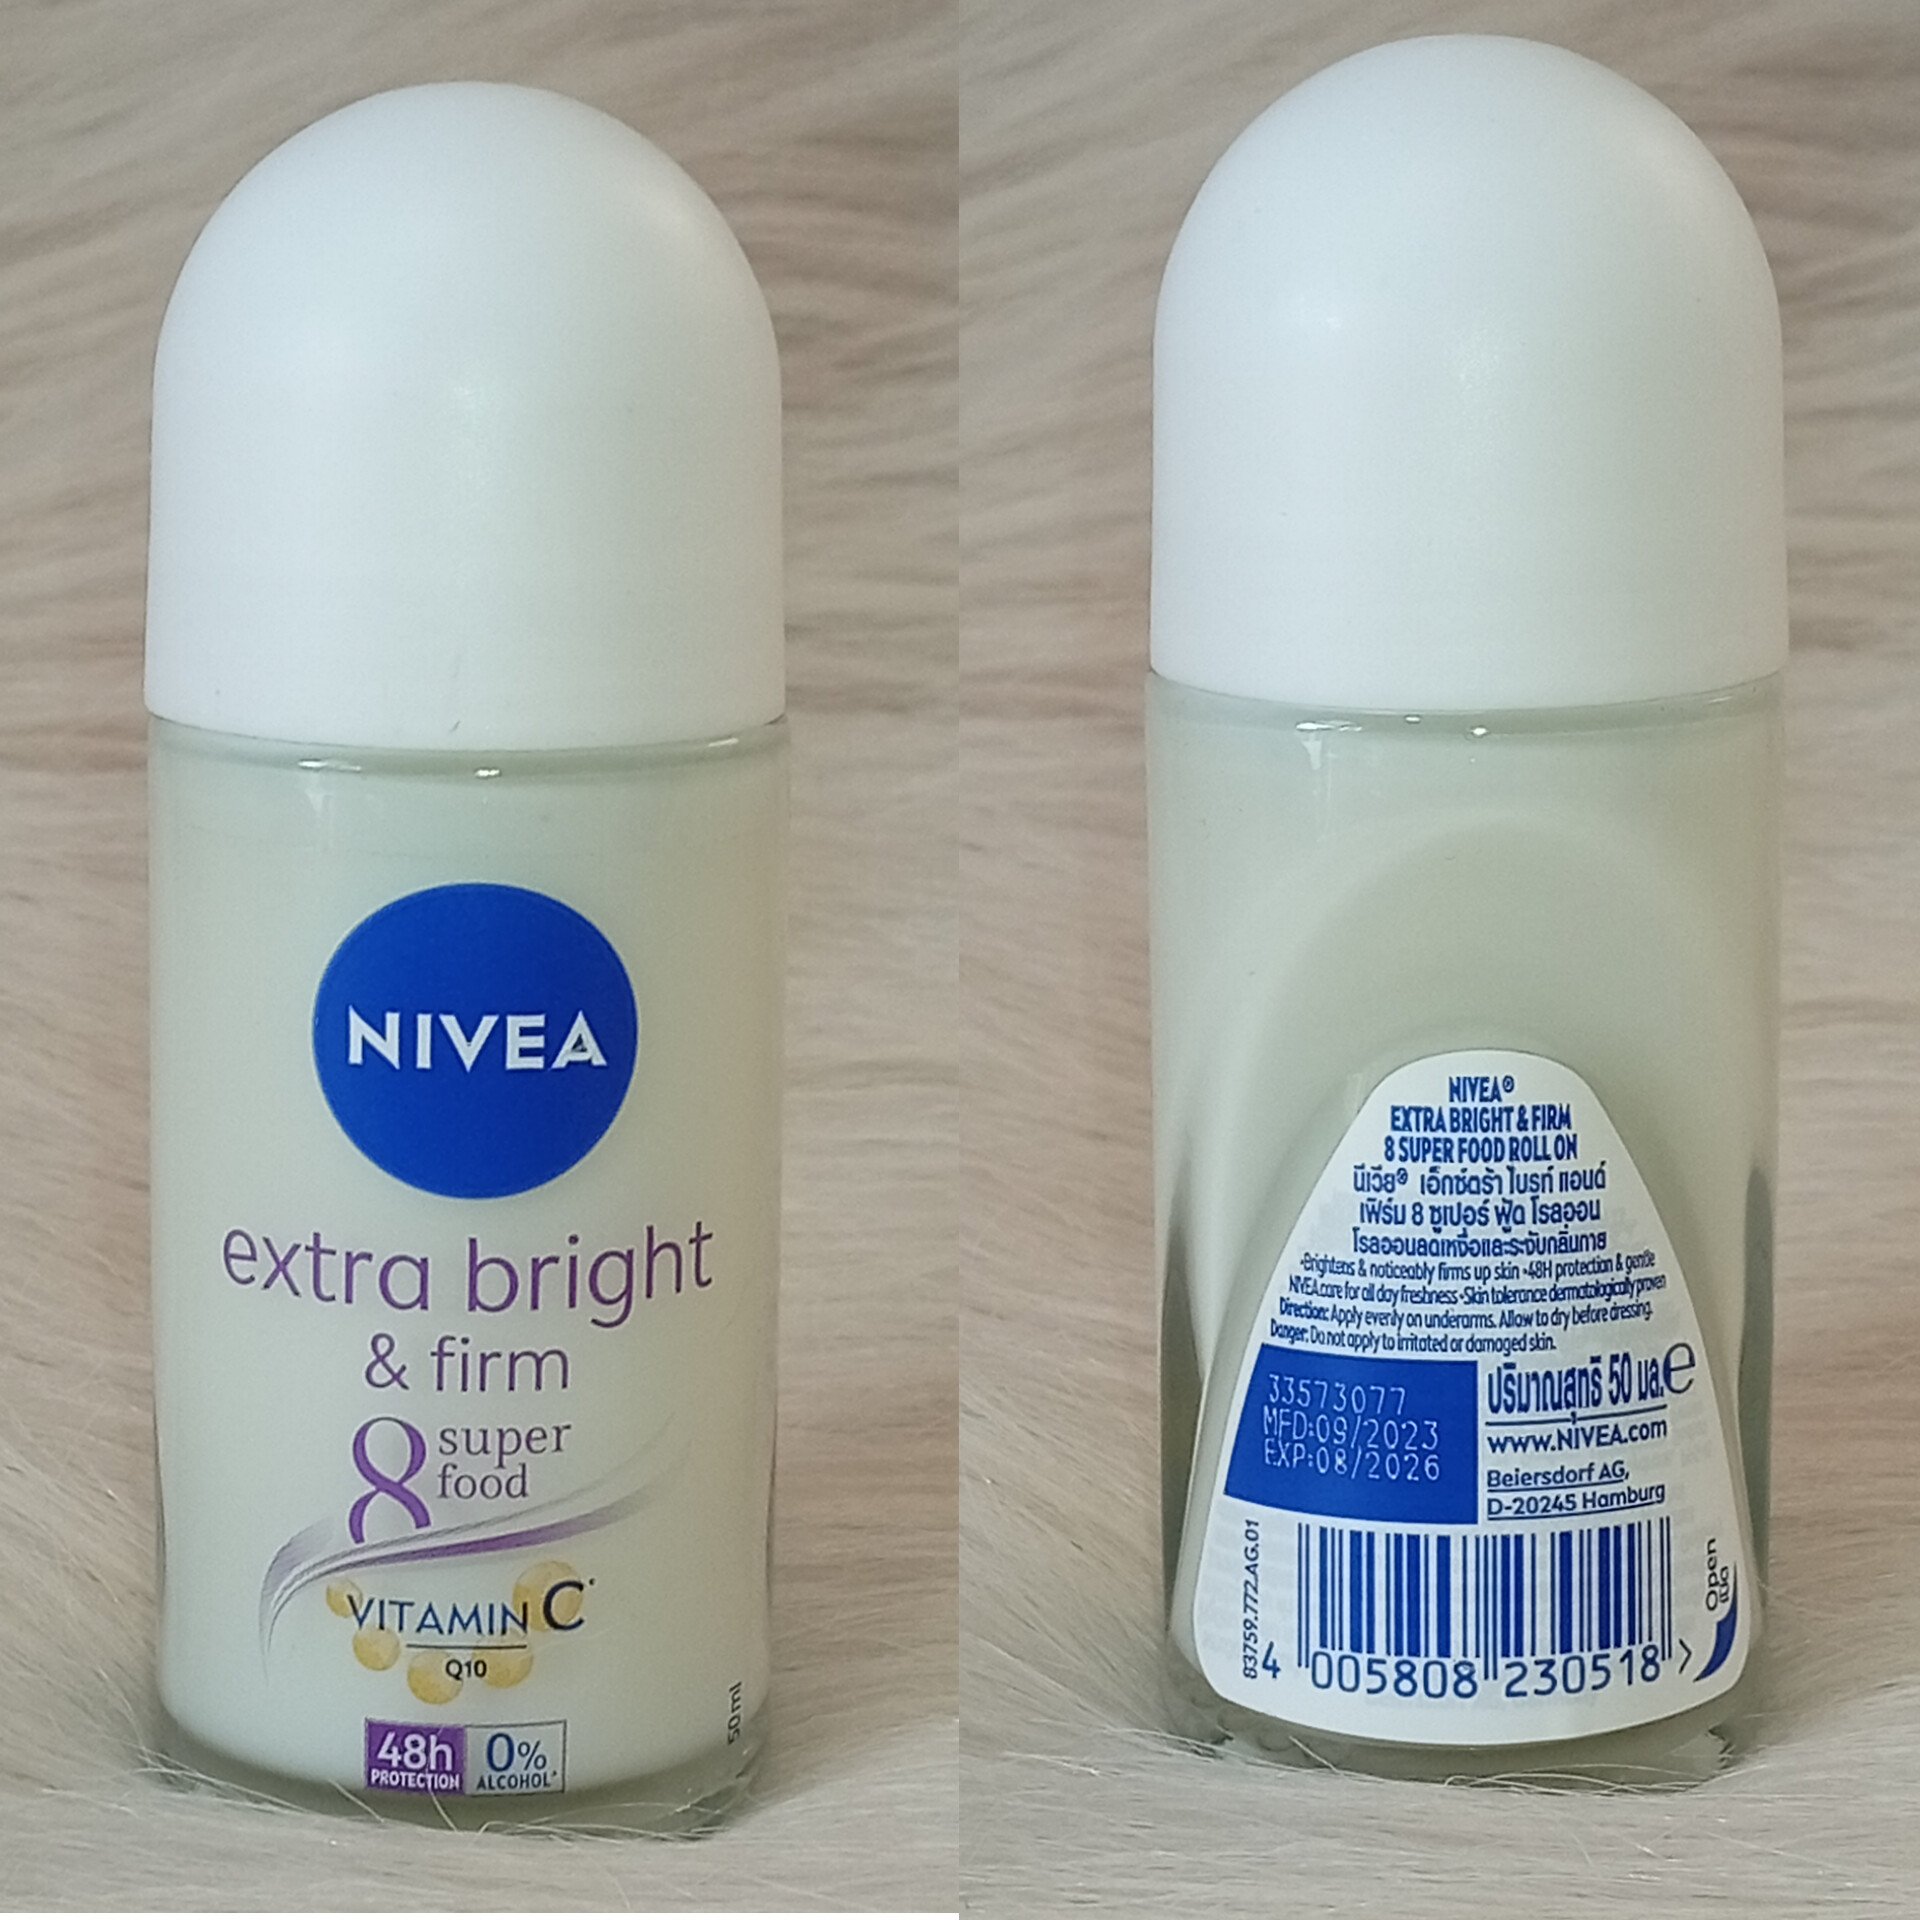 NIVEA
extra bright
& firm
8 super
food
VITAMIN C
Q10
48h
PROTECTION
0%
ALCOHOL*
50 ml
NIVEA®
EXTRA BRIGHT & FIRM
8 SUPER FOOD ROLL ON
นีเวีย® เอ็กซ์ตร้า ไบรท์ แอนด์
เฟิร์ม 8 ซูเปอร์ ฟู้ด โรลออน
โรลออนลดเหงื่อและระงับกลิ่นกาย
•Brightens & noticeably firms up skin •48H protection & gentle
NIVEA care for all day freshness •Skin tolerance dermatologically proven
Direction: Apply evenly on underarms. Allow to dry before dressing.
Danger: Do not apply to irritated or damaged skin.
33573077
MFD:09/2023
EXP:08/2026
ปริมาณสุทธิ 50 มล. e
www.NIVEA.com
Beiersdorf AG,
D-20245 Hamburg
83759.772.AG.01
Open
เปิด
4 005808 230518 >